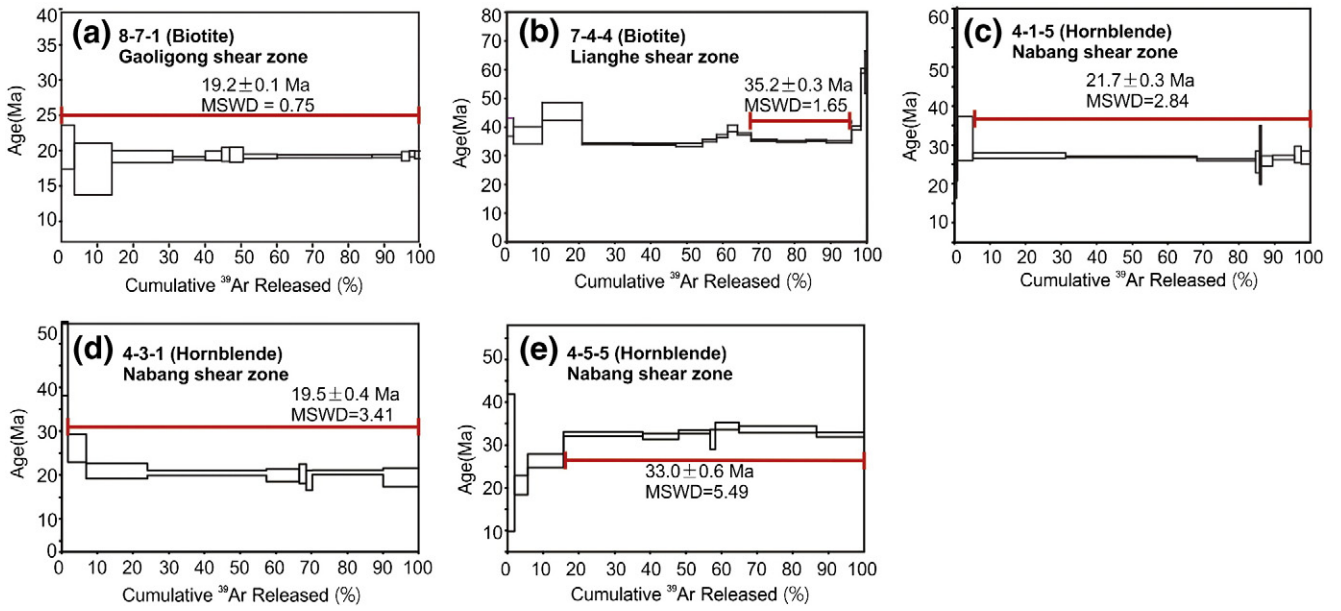 (a) 8-7-1 (Biotite)
Gaoligong shear zone
19.2±0.1 Ma
MSWD = 0.75
Age(Ma)
40
35
30
25
20
15
10
0 10 20 30 40 50 60 70 80 90 100
Cumulative ³⁹Ar Released (%)
(b) 7-4-4 (Biotite)
Lianghe shear zone
35.2±0.3 Ma
MSWD=1.65
Age(Ma)
80
70
60
50
40
30
20
10
0
0 10 20 30 40 50 60 70 80 90 100
Cumulative ³⁹Ar Released (%)
(c) 4-1-5 (Hornblende)
Nabang shear zone
21.7±0.3 Ma
MSWD=2.84
Age(Ma)
60
50
40
30
20
10
0 10 20 30 40 50 60 70 80 90 100
Cumulative ³⁹Ar Released (%)
(d) 4-3-1 (Hornblende)
Nabang shear zone
19.5±0.4 Ma
MSWD=3.41
Age(Ma)
50
40
30
20
10
0
0 10 20 30 40 50 60 70 80 90 100
Cumulative ³⁹Ar Released (%)
(e) 4-5-5 (Hornblende)
Nabang shear zone
33.0±0.6 Ma
MSWD=5.49
Age(Ma)
50
40
30
20
10
0 10 20 30 40 50 60 70 80 90 100
Cumulative ³⁹Ar Released (%)